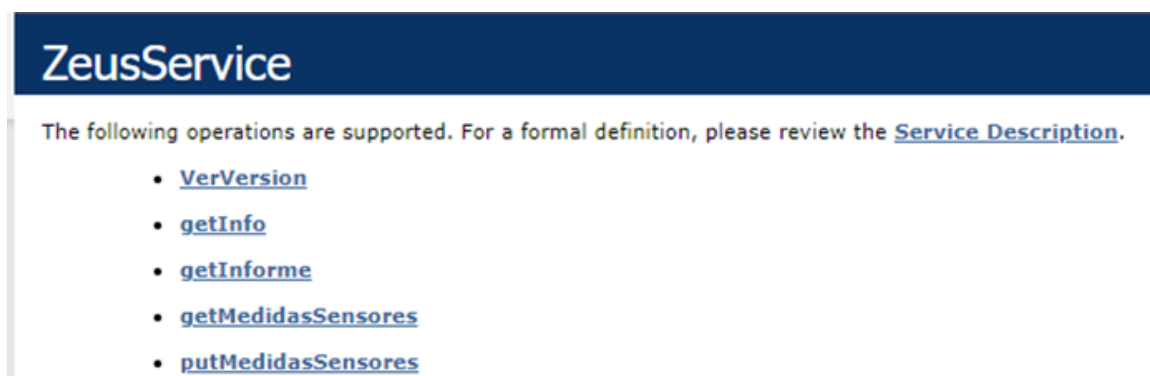 ZeusService
The following operations are supported. For a formal definition, please review the Service Description.
• VerVersion
• getInfo
• getInforme
• getMedidasSensores
• putMedidasSensores